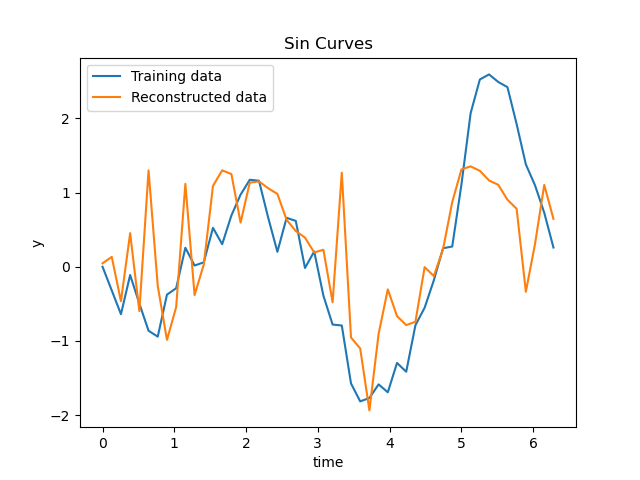 Sin Curves
Training data
Reconstructed data
y
2
1
0
−1
−2
0 1 2 3 4 5 6
time